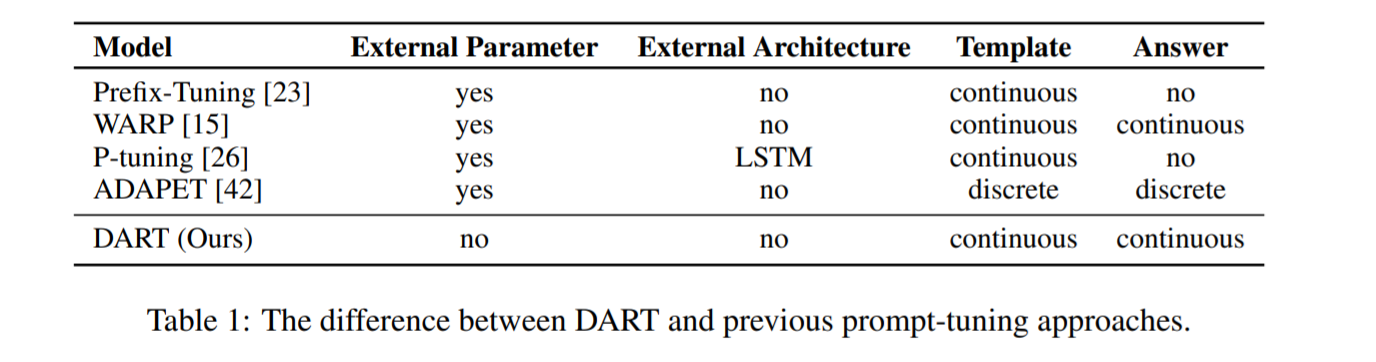 Model External Parameter External Architecture Template Answer
Prefix-Tuning [23] yes no continuous no
WARP [15] yes no continuous continuous
P-tuning [26] yes LSTM continuous no
ADAPET [42] yes no discrete discrete
DART (Ours) no no continuous continuous
Table 1: The difference between DART and previous prompt-tuning approaches.